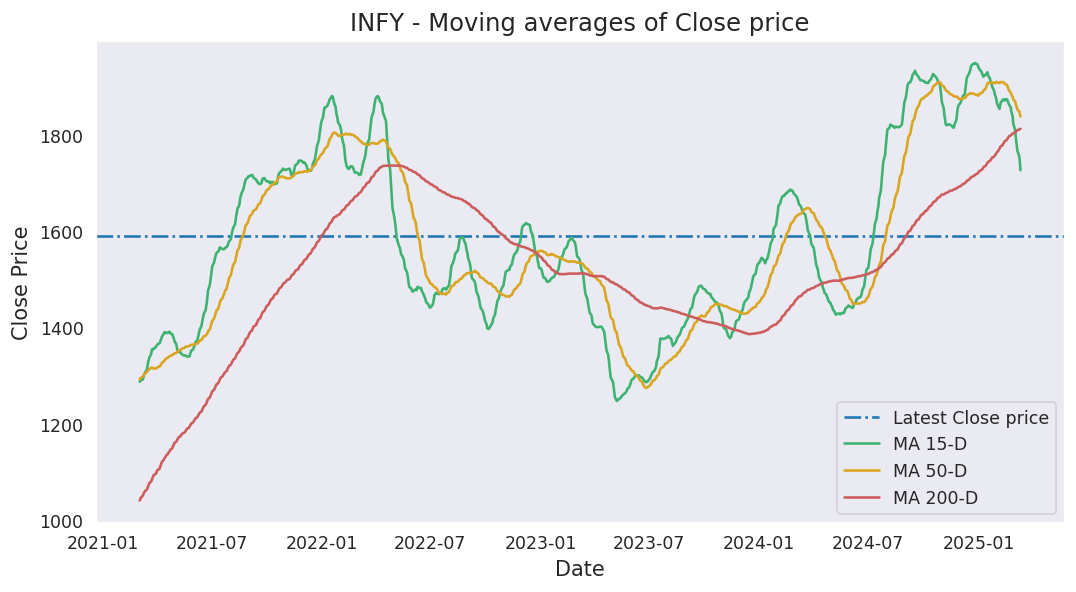 INFY - Moving averages of Close price
Close Price
1800
1600
1400
1200
1000
2021-01 2021-07 2022-01 2022-07 2023-01 2023-07 2024-01 2024-07 2025-01
Date
Latest Close price
MA 15-D
MA 50-D
MA 200-D